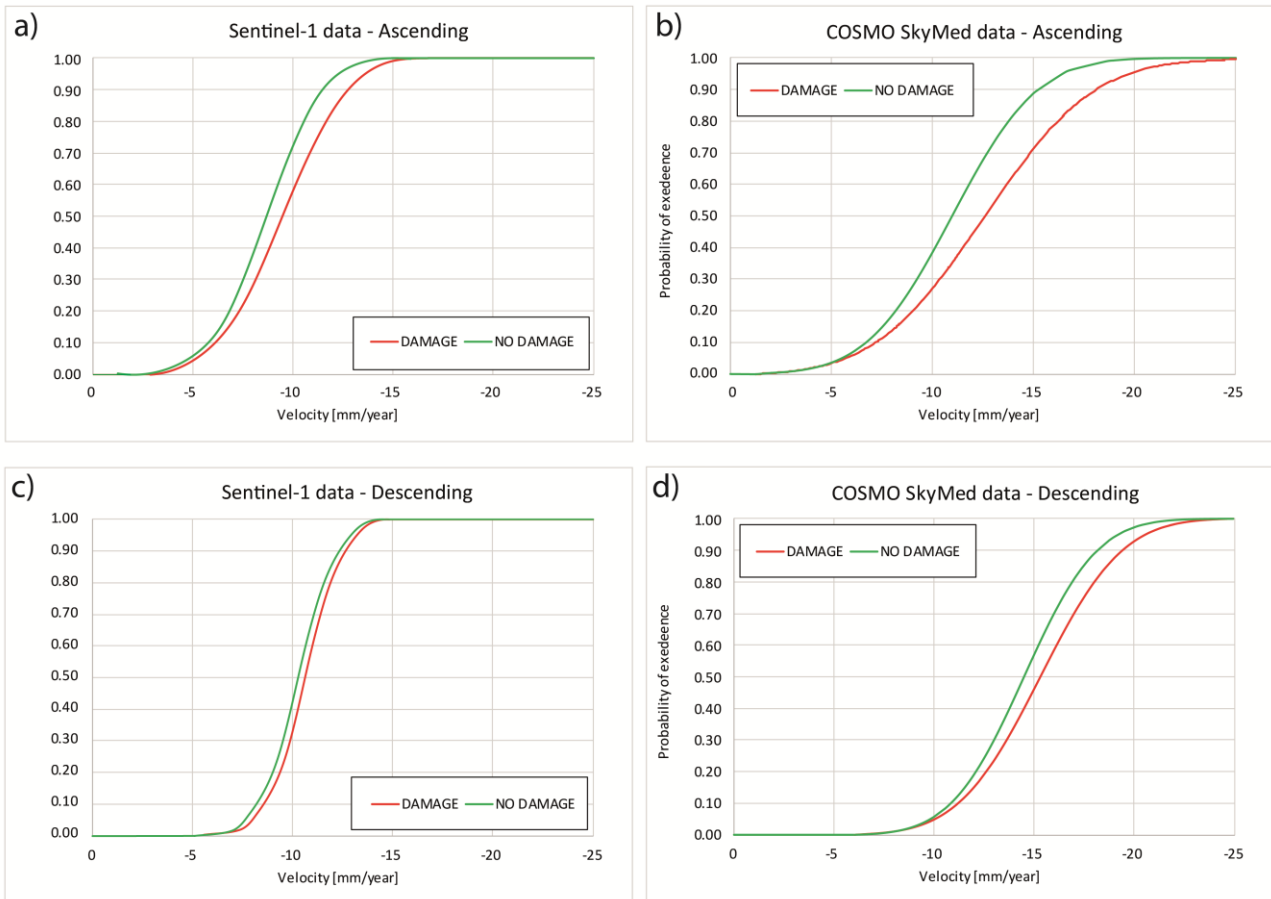 a)
Sentinel-1 data - Ascending
1.00
0.90
0.80
0.70
0.60
0.50
0.40
0.30
0.20
0.10
0.00
DAMAGE NO DAMAGE
0 -5 -10 -15 -20 -25
Velocity [mm/year]
b)
COSMO SkyMed data - Ascending
Probability of exedeence
1.00
0.90
0.80
0.70
0.60
0.50
0.40
0.30
0.20
0.10
0.00
DAMAGE NO DAMAGE
0 -5 -10 -15 -20 -25
Velocity [mm/year]
c)
Sentinel-1 data - Descending
1.00
0.90
0.80
0.70
0.60
0.50
0.40
0.30
0.20
0.10
0.00
DAMAGE NO DAMAGE
0 -5 -10 -15 -20 -25
Velocity [mm/year]
d)
COSMO SkyMed data - Descending
Probability of exedeence
1.00
0.90
0.80
0.70
0.60
0.50
0.40
0.30
0.20
0.10
0.00
DAMAGE NO DAMAGE
0 -5 -10 -15 -20 -25
Velocity [mm/year]